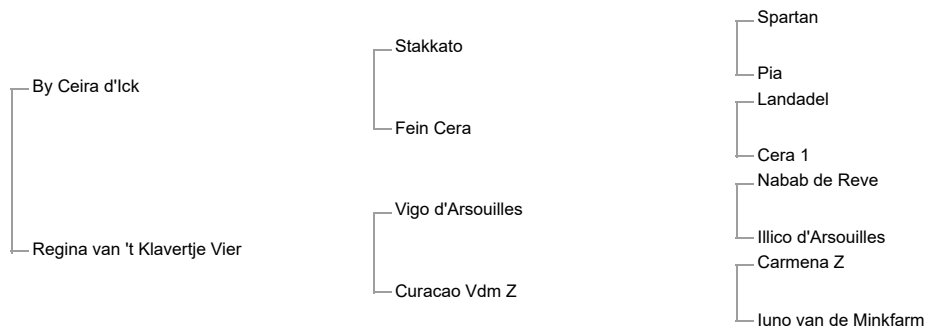 Spartan
Stakkato
Pia
By Ceira d'Ick
Landadel
Fein Cera
Cera 1
Nabab de Reve
Vigo d'Arsouilles
Illico d'Arsouilles
Regina van 't Klavertje Vier
Carmena Z
Curacao Vdm Z
Iuno van de Minkfarm